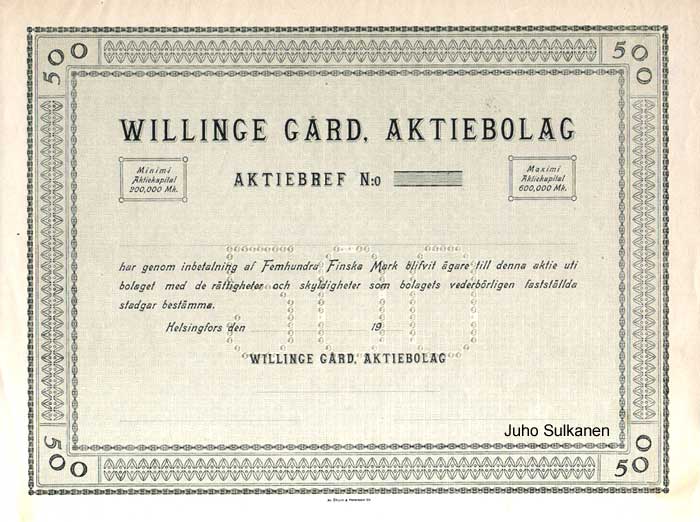 500 500
WILLINGE GÅRD, AKTIEBOLAG
Minimi
Aktiekapital
200,000 Mk.
AKTIEBREF N:o
Maximi
Aktiekapital
600,000 Mk.
500
har genom inbetalning af Femhundra Finska Mark blifvit ägare till denna aktie uti
bolaget med de rättigheter och skyldigheter som bolagets vederbörligen fastställda
stadgar bestämma.
Helsingfors den 19
WILLINGE GÅRD, AKTIEBOLAG
Juho Sulkanen
500 500